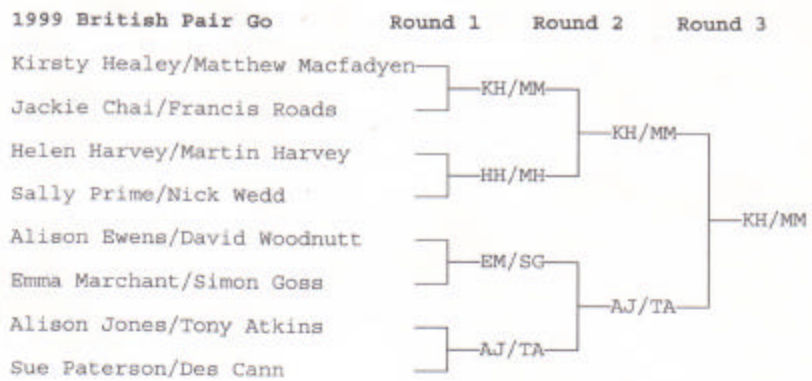 1999 British Pair Go Round 1 Round 2 Round 3
Kirsty Healey/Matthew Macfadyen
KH/MM
Jackie Chai/Francis Roads
KH/MM
Helen Harvey/Martin Harvey
HH/MH
Sally Prime/Nick Wedd
KH/MM
Alison Ewens/David Woodnutt
EM/SG
Emma Marchant/Simon Goss
AJ/TA
Alison Jones/Tony Atkins
AJ/TA
Sue Paterson/Des Cann